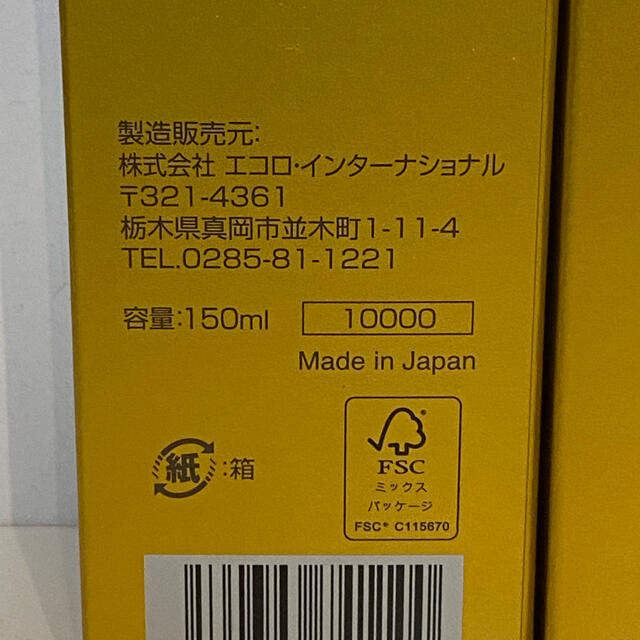 製造販売元:
株式会社 エコロ・インターナショナル
〒321-4361
栃木県真岡市並木町1-11-4
TEL.0285-81-1221
容量:150ml 10000
Made in Japan
紙:箱
FSC
ミックス
パッケージ
FSC® C115670